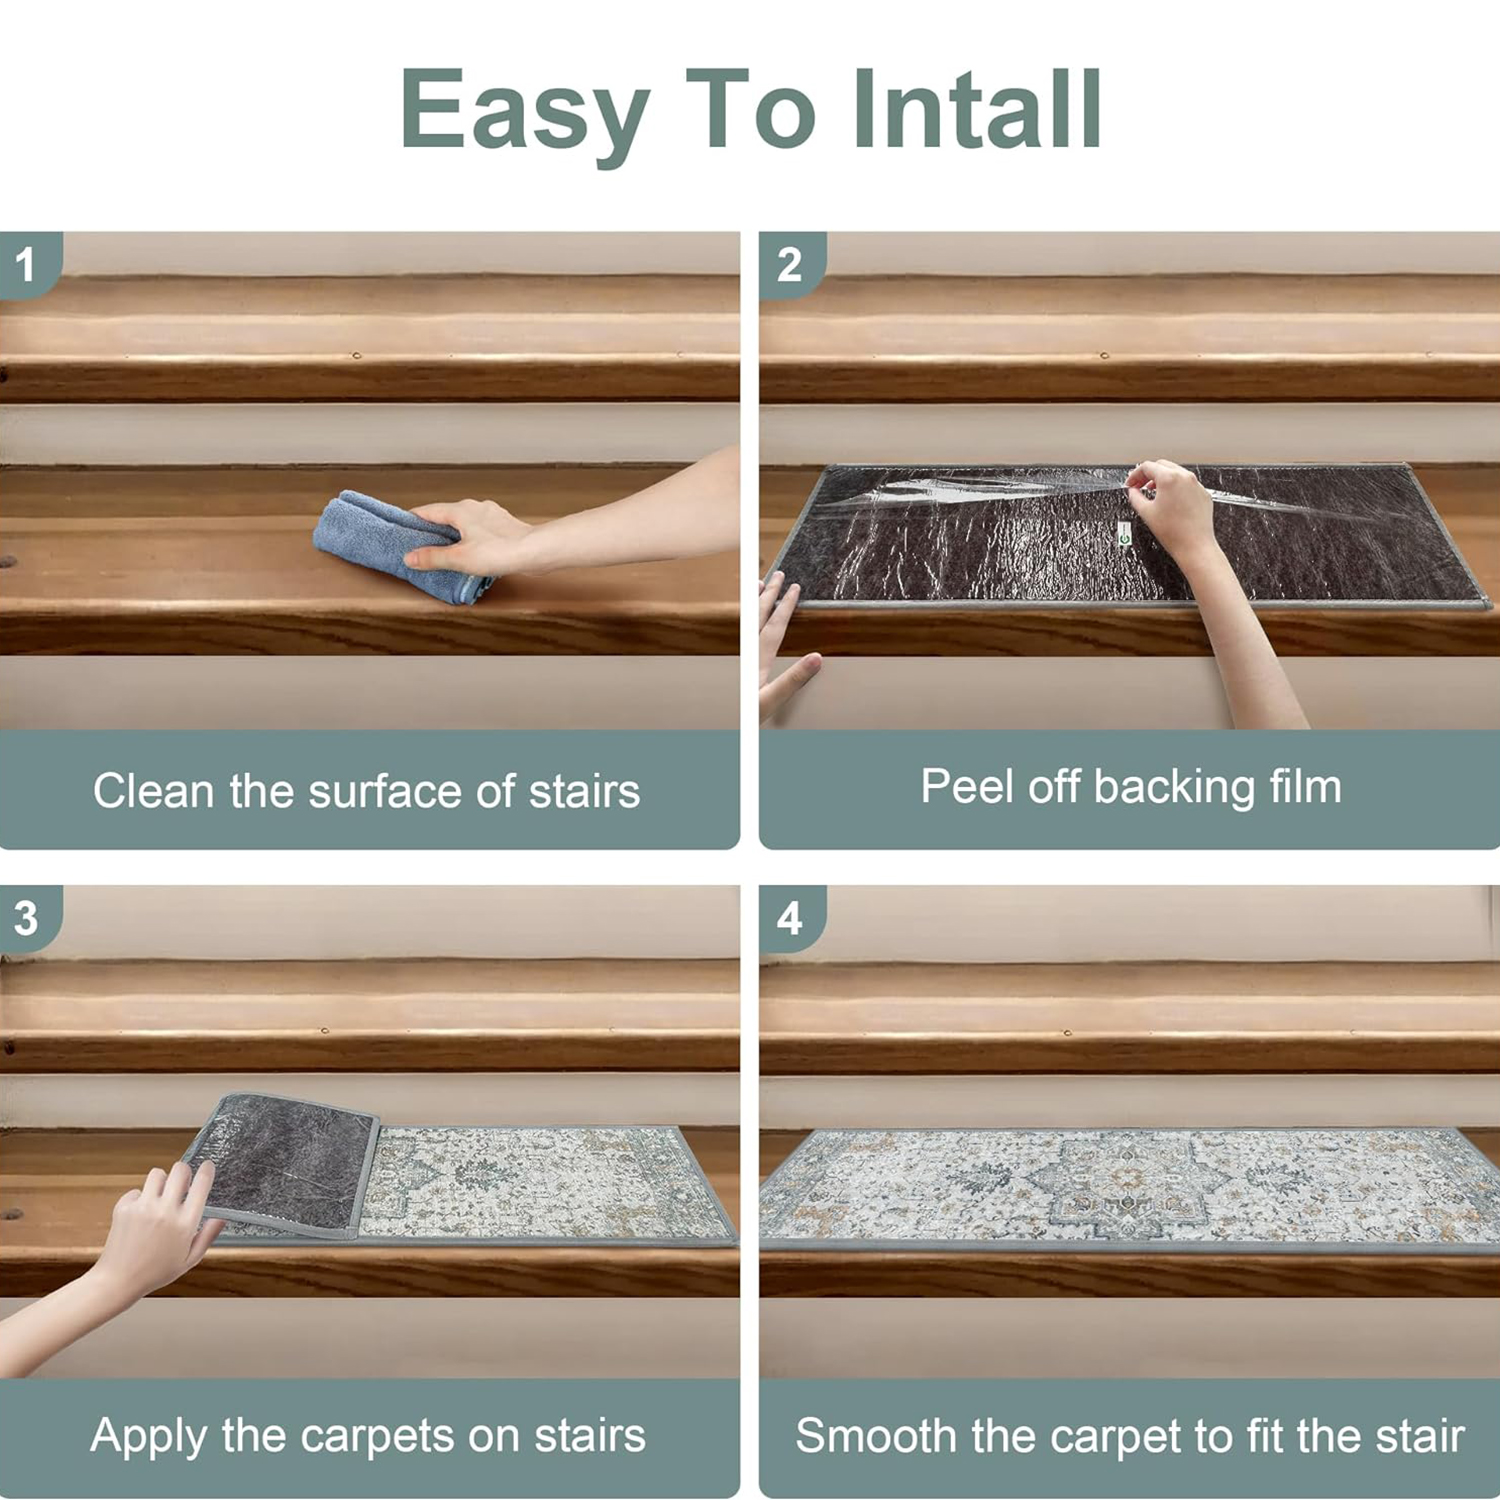 Easy To Intall
1
2
Clean the surface of stairs
Peel off backing film
3
4
Apply the carpets on stairs
Smooth the carpet to fit the stair